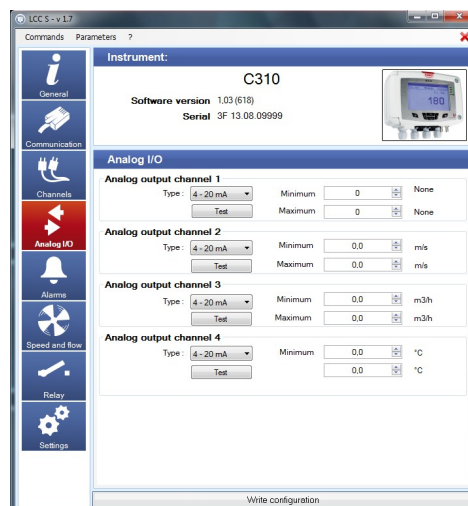 LCC S - v 1.7
Commands Parameters ?
Instrument:
C310
Software version 1,03 (618)
Serial 3F 13.08.09999
180
General
Communication
Channels
Analog I/O
Alarms
Speed and flow
Relay
Settings
Analog I/O
Analog output channel 1
Type : 4 - 20 mA Minimum 0 None
Test Maximum 0 None
Analog output channel 2
Type : 4 - 20 mA Minimum 0,0 m/s
Test Maximum 0,0 m/s
Analog output channel 3
Type : 4 - 20 mA Minimum 0,0 m3/h
Test Maximum 0,0 m3/h
Analog output channel 4
Type : 4 - 20 mA Minimum 0,0 °C
Test 0,0 °C
Write configuration